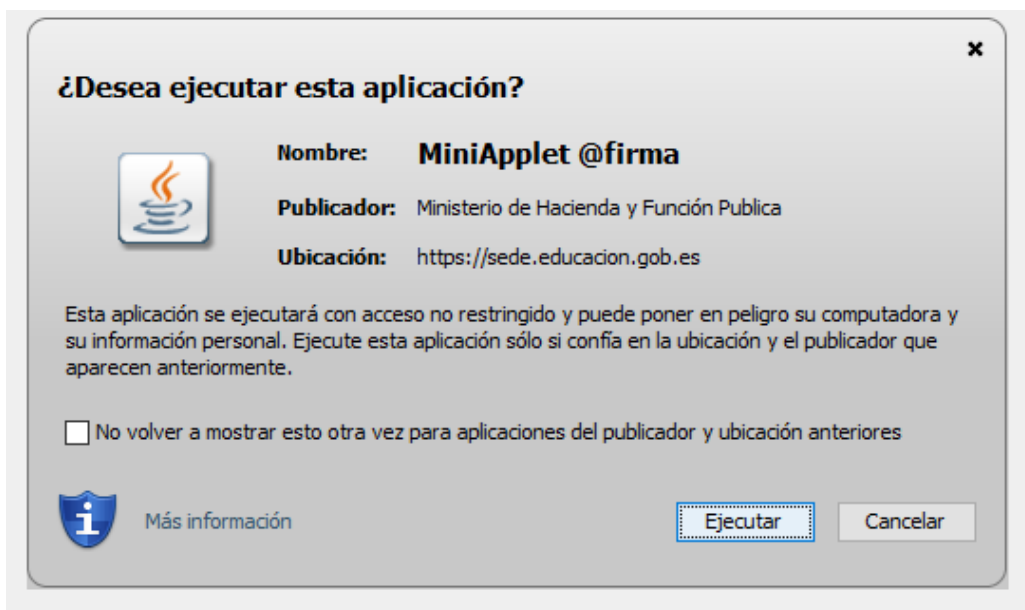 ¿Desea ejecutar esta aplicación?
Nombre: MiniApplet @firma
Publicador: Ministerio de Hacienda y Función Publica
Ubicación: https://sede.educacion.gob.es
Esta aplicación se ejecutará con acceso no restringido y puede poner en peligro su computadora y
su información personal. Ejecute esta aplicación sólo si confía en la ubicación y el publicador que
aparecen anteriormente.
No volver a mostrar esto otra vez para aplicaciones del publicador y ubicación anteriores
Más información
Ejecutar
Cancelar